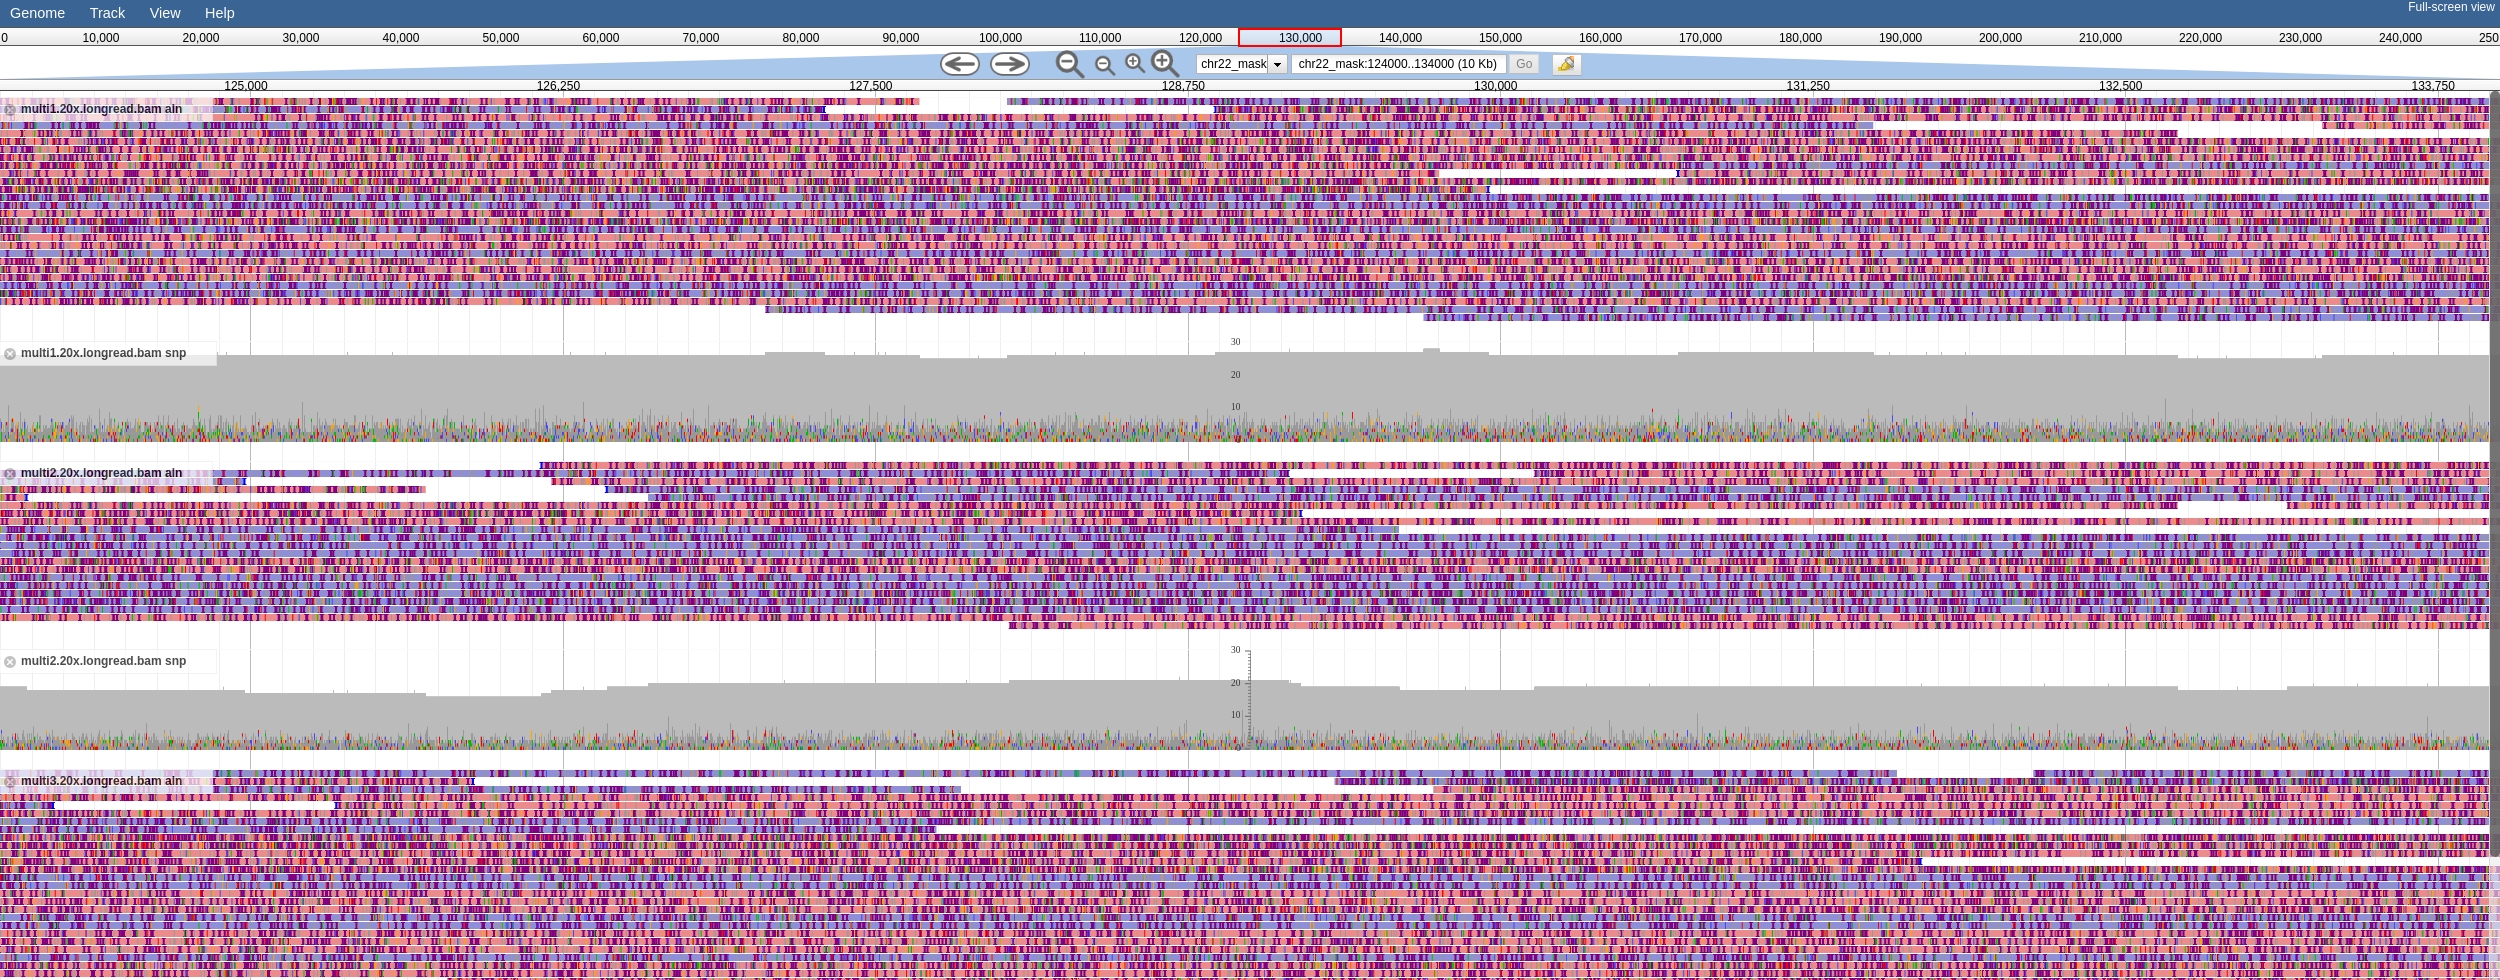 Genome Track View Help Full-screen view
0 10,000 20,000 30,000 40,000 50,000 60,000 70,000 80,000 90,000 100,000 110,000 120,000 130,000 140,000 150,000 160,000 170,000 180,000 190,000 200,000 210,000 220,000 230,000 240,000 250
chr22_mask chr22_mask:124000..134000 (10 Kb) Go
125,000 126,250 127,500 128,750 130,000 131,250 132,500 133,750
multi1.20x.longread.bam aln
30
multi1.20x.longread.bam snp
20
10
0
multi2.20x.longread.bam aln
30
multi2.20x.longread.bam snp
20
10
0
multi3.20x.longread.bam aln